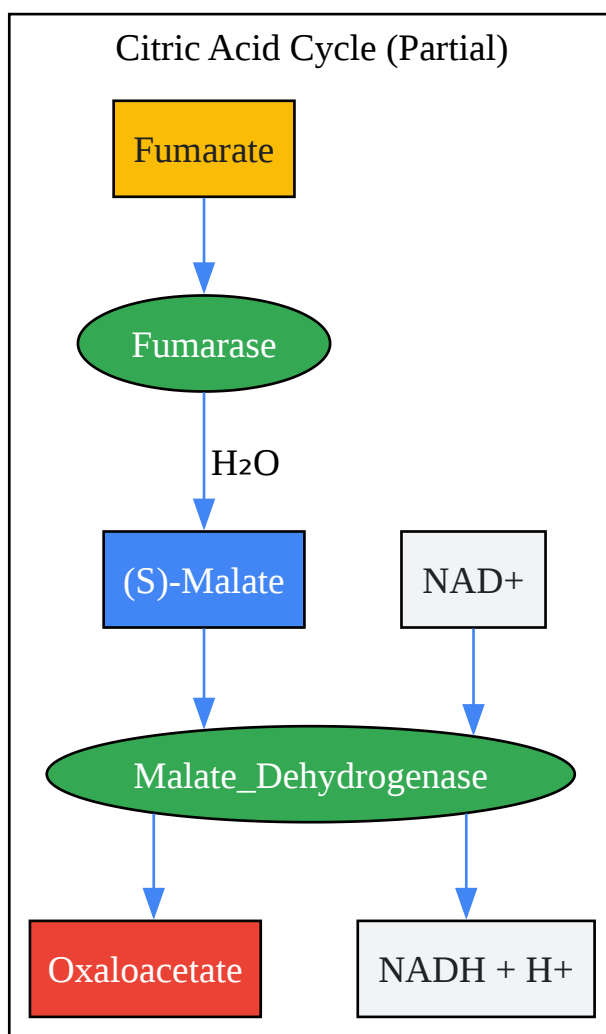 Citric Acid Cycle (Partial)
Fumarate
Fumarase
H₂O
(S)-Malate
NAD+
Malate_Dehydrogenase
Oxaloacetate
NADH + H+